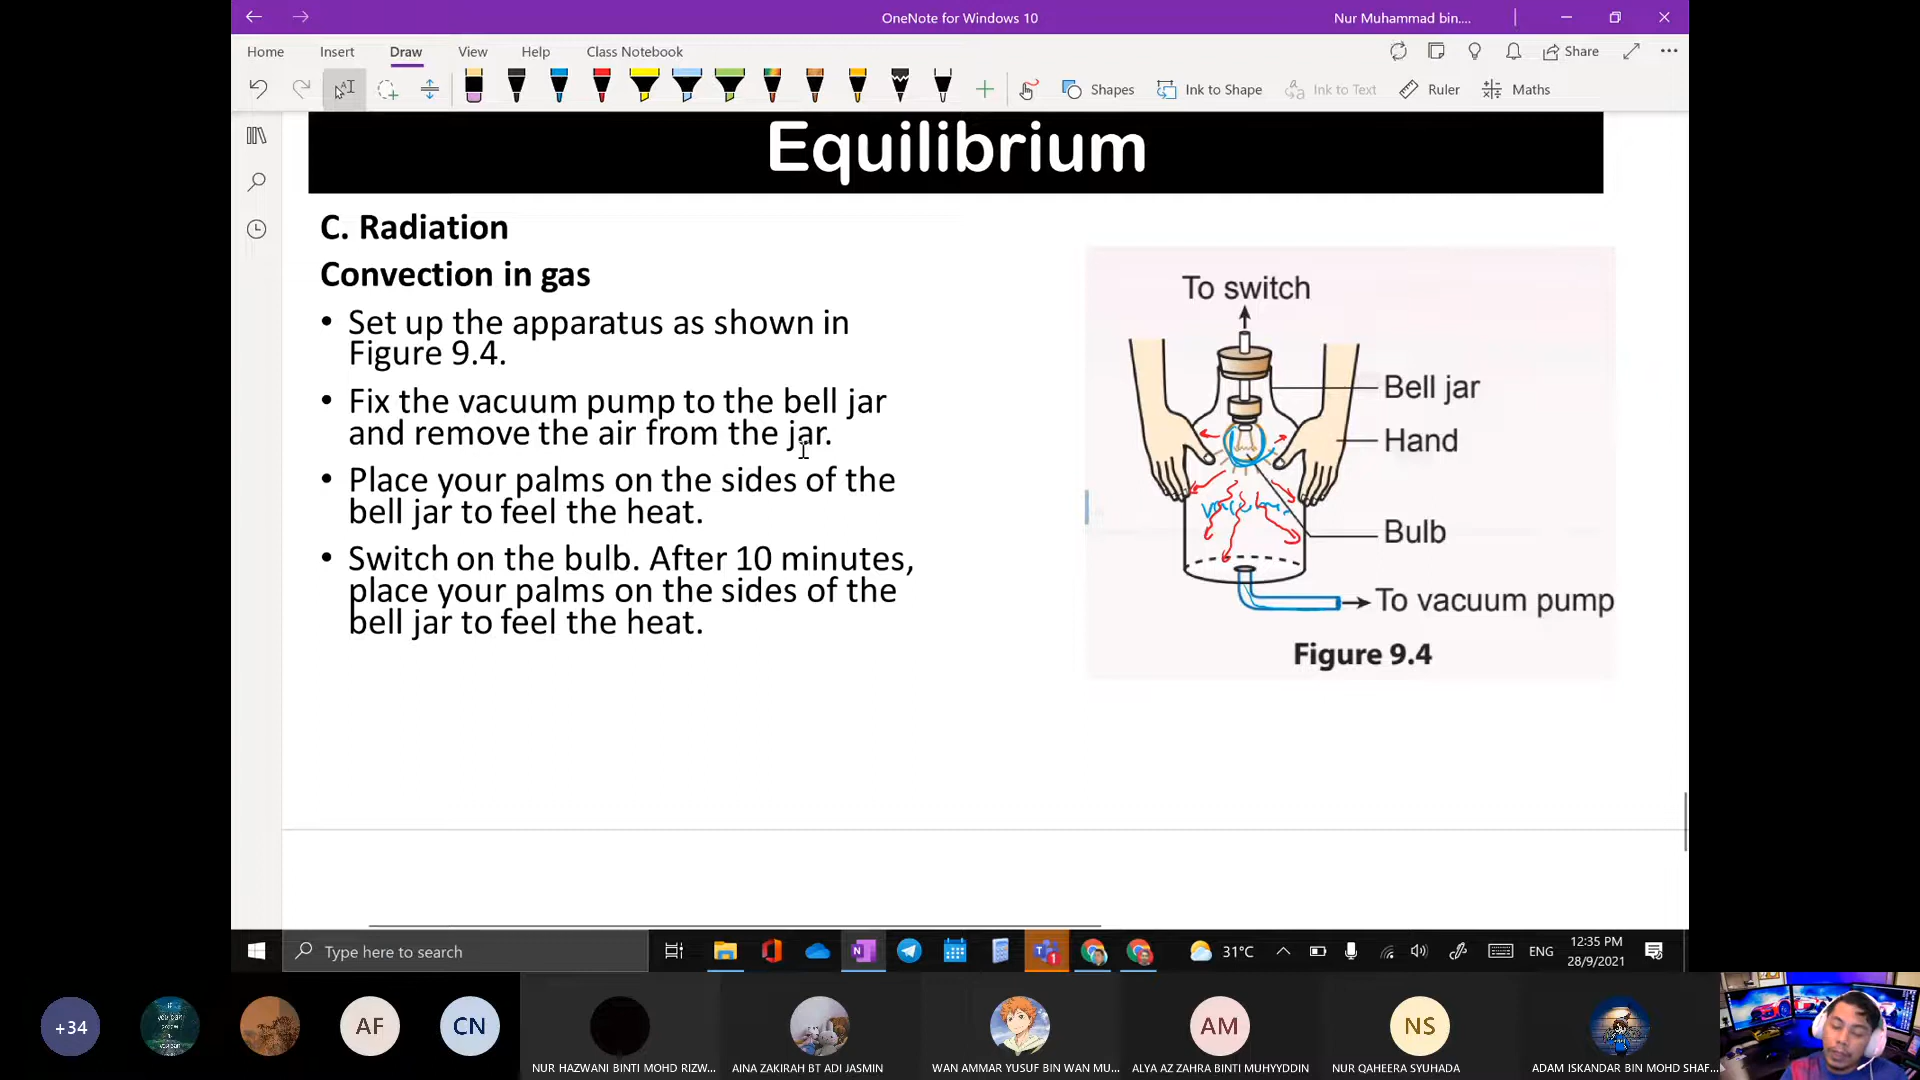 OneNote for Windows 10
Nur Muhammad bin....
Home
Insert
Draw
View
Help
Class Notebook
Share
Shapes
Ink to Shape
Ink to Text
Ruler
Maths
Equilibrium
C. Radiation
Convection in gas
• Set up the apparatus as shown in
Figure 9.4.
• Fix the vacuum pump to the bell jar
and remove the air from the jar.
• Place your palms on the sides of the
bell jar to feel the heat.
• Switch on the bulb. After 10 minutes,
place your palms on the sides of the
bell jar to feel the heat.
To switch
Bell jar
Hand
vacuum
Bulb
To vacuum pump
Figure 9.4
Type here to search
31°C
ENG
12:35 PM
28/9/2021
+34
AF
CN
AM
NS
NUR HAZWANI BINTI MOHD RIZW...
AINA ZAKIRAH BT ADI JASMIN
WAN AMMAR YUSUF BIN WAN MU...
ALYA AZ ZAHRA BINTI MUHYYDDIN
NUR QAHEERA SYUHADA
ADAM ISKANDAR BIN MOHD SHAF...